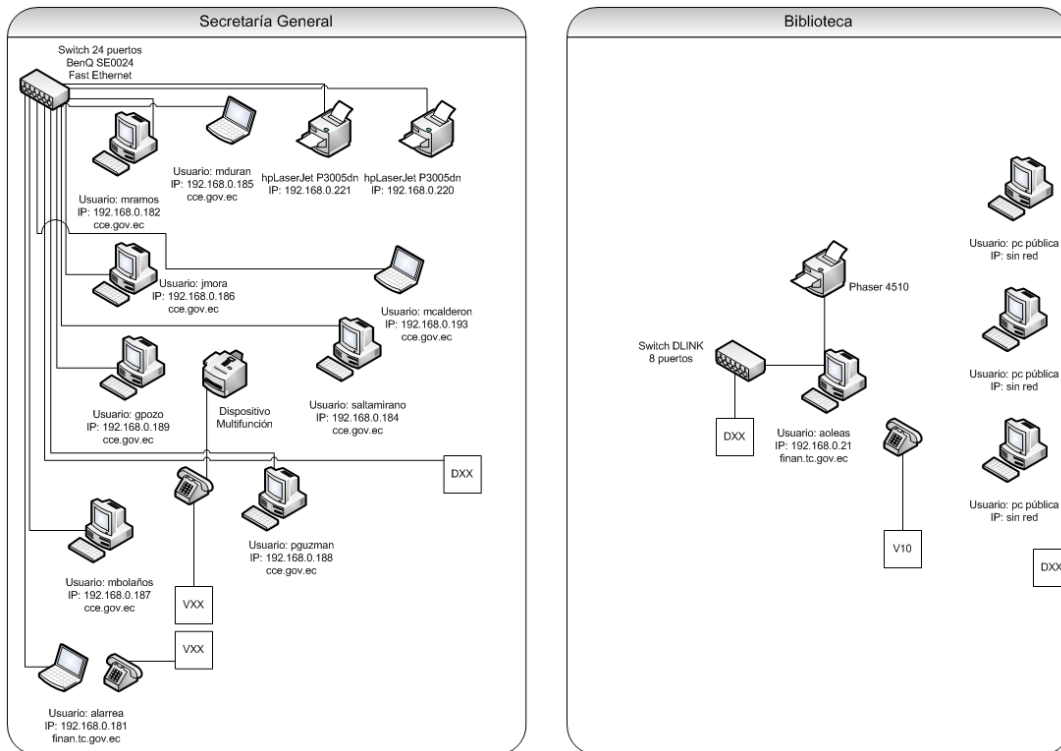 Secretaría General
Switch 24 puertos
BenQ SE0024
Fast Ethernet
Usuario: mramos
IP: 192.168.0.182
cce.gov.ec
Usuario: mduran
IP: 192.168.0.185
cce.gov.ec
hpLaserJet P3005dn
IP: 192.168.0.221
hpLaserJet P3005dn
IP: 192.168.0.220
Usuario: jmora
IP: 192.168.0.186
cce.gov.ec
Usuario: mcalderon
IP: 192.168.0.193
cce.gov.ec
Usuario: gpozo
IP: 192.168.0.189
cce.gov.ec
Dispositivo
Multifunción
Usuario: saltamirano
IP: 192.168.0.184
cce.gov.ec
DXX
Usuario: pguzman
IP: 192.168.0.188
cce.gov.ec
Usuario: mbolaños
IP: 192.168.0.187
cce.gov.ec
VXX
VXX
Usuario: alarrea
IP: 192.168.0.181
finan.tc.gov.ec
Biblioteca
Usuario: pc pública
IP: sin red
Phaser 4510
Switch DLINK
8 puertos
Usuario: pc pública
IP: sin red
DXX
Usuario: aoleas
IP: 192.168.0.21
finan.tc.gov.ec
Usuario: pc pública
IP: sin red
V10
DXX